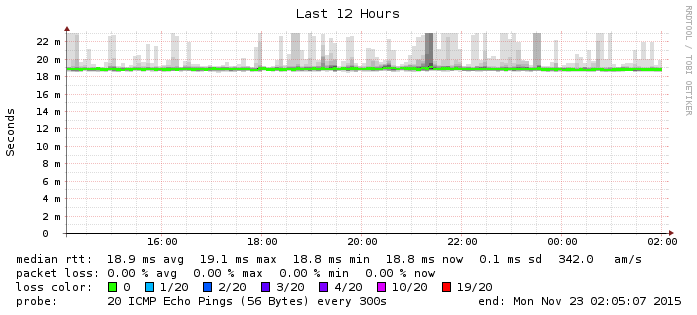 Last 12 Hours
RRDTOOL / TOBI OETIKER
Seconds
22 m
20 m
18 m
16 m
14 m
12 m
10 m
8 m
6 m
4 m
2 m
0
16:00 18:00 20:00 22:00 00:00 02:00
median rtt: 18.9 ms avg 19.1 ms max 18.8 ms min 18.8 ms now 0.1 ms sd 342.0 am/s
packet loss: 0.00 % avg 0.00 % max 0.00 % min 0.00 % now
loss color: 0 1/20 2/20 3/20 4/20 10/20 19/20
probe: 20 ICMP Echo Pings (56 Bytes) every 300s end: Mon Nov 23 02:05:07 2015